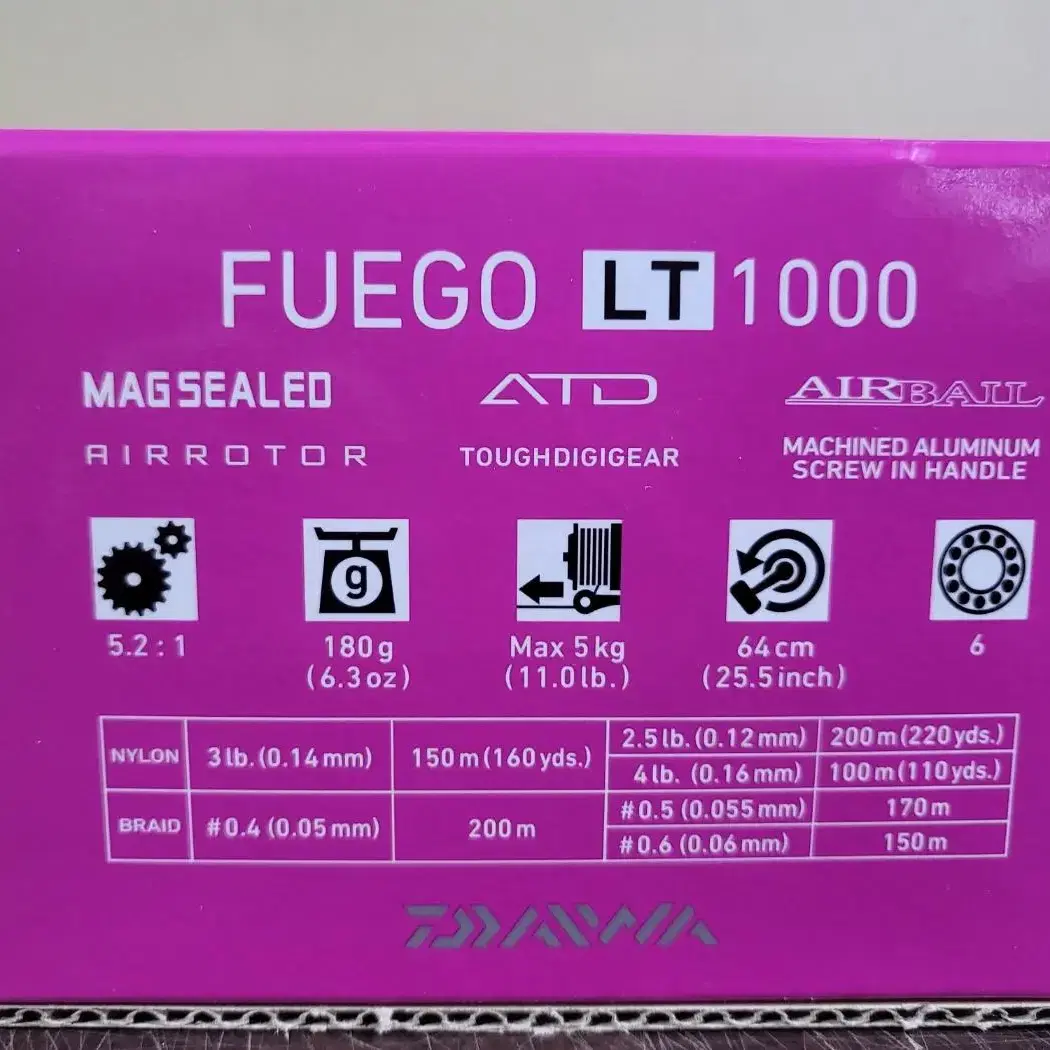 FUEGO LT 1000
MAGSEALED ATD AIRBAIL
AIRROTOR TOUGHDIGIGEAR MACHINED ALUMINUM
SCREW IN HANDLE
g
5.2:1 180g Max 5kg 64cm 6
(6.3oz) (11.0lb.) (25.5inch)
NYLON 3lb.(0.14mm) 150m(160yds.) 2.5lb.(0.12mm) 200m(220yds.)
4lb. (0.16mm) 100m(110yds.)
BRAID #0.4 (0.05mm) 200m #0.5 (0.055mm) 170m
#0.6 (0.06mm) 150m
DAIWA